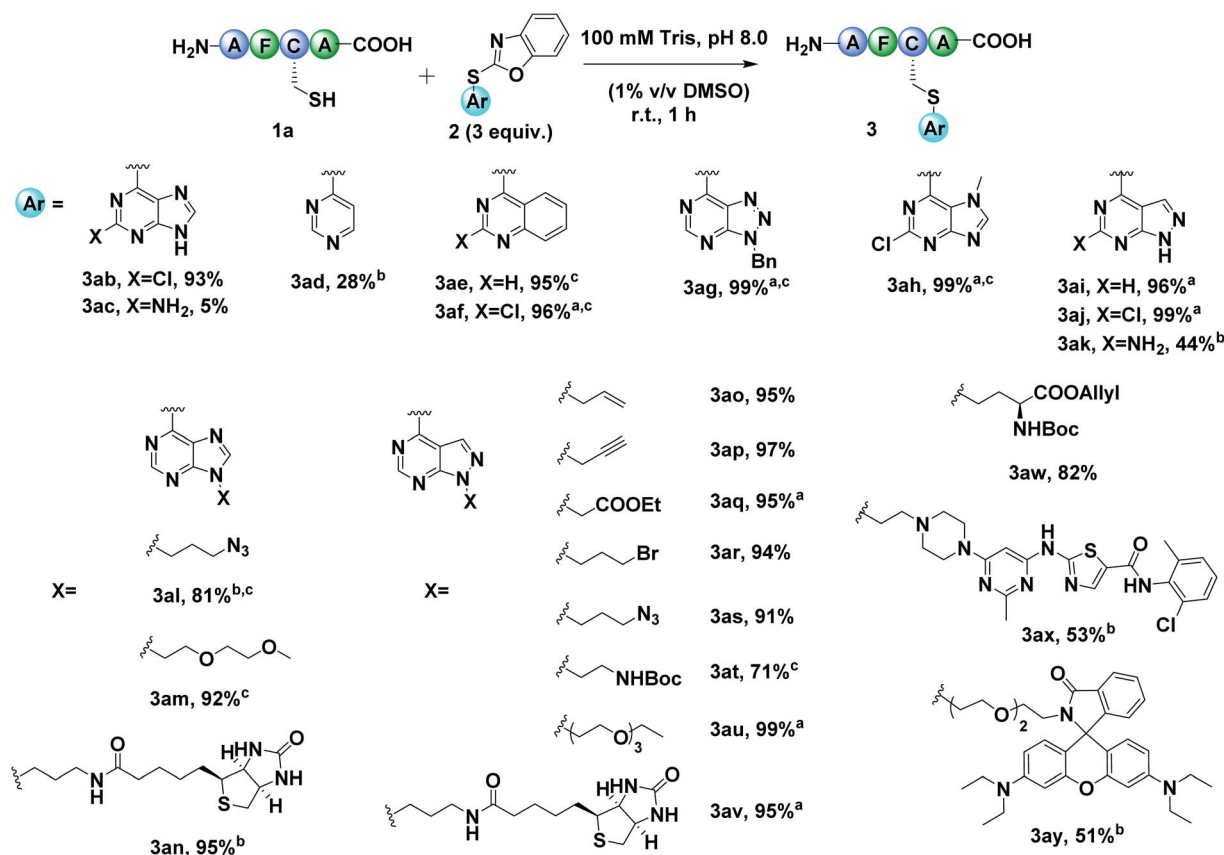 H₂N A F C A COOH
SH
1a
+
N
O
S
Ar
2 (3 equiv.)
100 mM Tris, pH 8.0
(1% v/v DMSO)
r.t., 1 h
H₂N A F C A COOH
S
Ar
3
Ar =
N N N N H X
3ab, X=Cl, 93%
3ac, X=NH₂, 5%
N N
3ad, 28%ᵇ
N N X
3ae, X=H, 95%ᶜ
3af, X=Cl, 96%ᵃ,ᶜ
N N N N N Bn
3ag, 99%ᵃ,ᶜ
N N N N Cl
3ah, 99%ᵃ,ᶜ
N N N N H X
3ai, X=H, 96%ᵃ
3aj, X=Cl, 99%ᵃ
3ak, X=NH₂, 44%ᵇ
N N N N X
X=
N₃
3al, 81%ᵇ,ᶜ
O O
3am, 92%ᶜ
O N H S H HN O NH H
3an, 95%ᵇ
N N N N X
X=
3ao, 95%
3ap, 97%
COOEt
3aq, 95%ᵃ
Br
3ar, 94%
N₃
3as, 91%
NHBoc
3at, 71%ᶜ
( O )₃
3au, 99%ᵃ
O N H S H HN O NH H
3av, 95%ᵃ
COOAllyl
NHBoc
3aw, 82%
N N N N NH S N O NH Cl
3ax, 53%ᵇ
( O )₂ N O N O N
3ay, 51%ᵇ